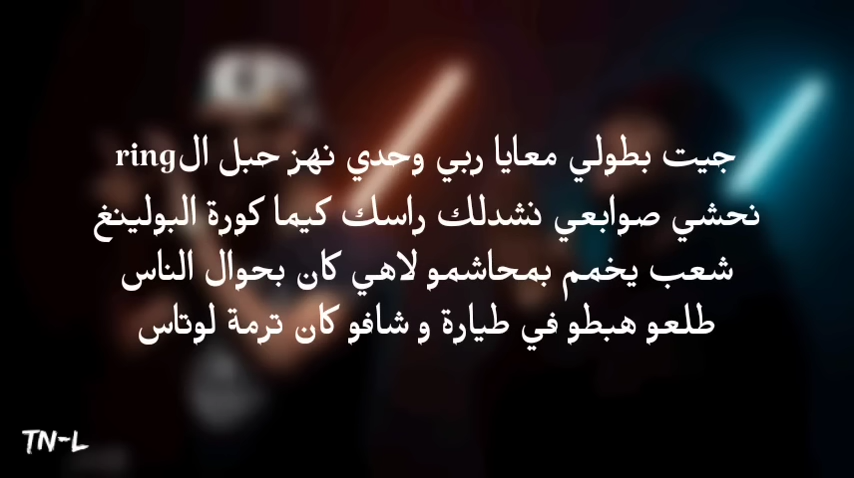 جيت بطولي معايا ربي وحدي نهز حبل الring
نحشي صوابعي نشدلك راسك كيما كورة البولينغ
شعب يخمم بمحاشمو لاهي كان بحوال الناس
طلعو هبطو في طيارة و شافو كان ترمة لوتاس
TN-L